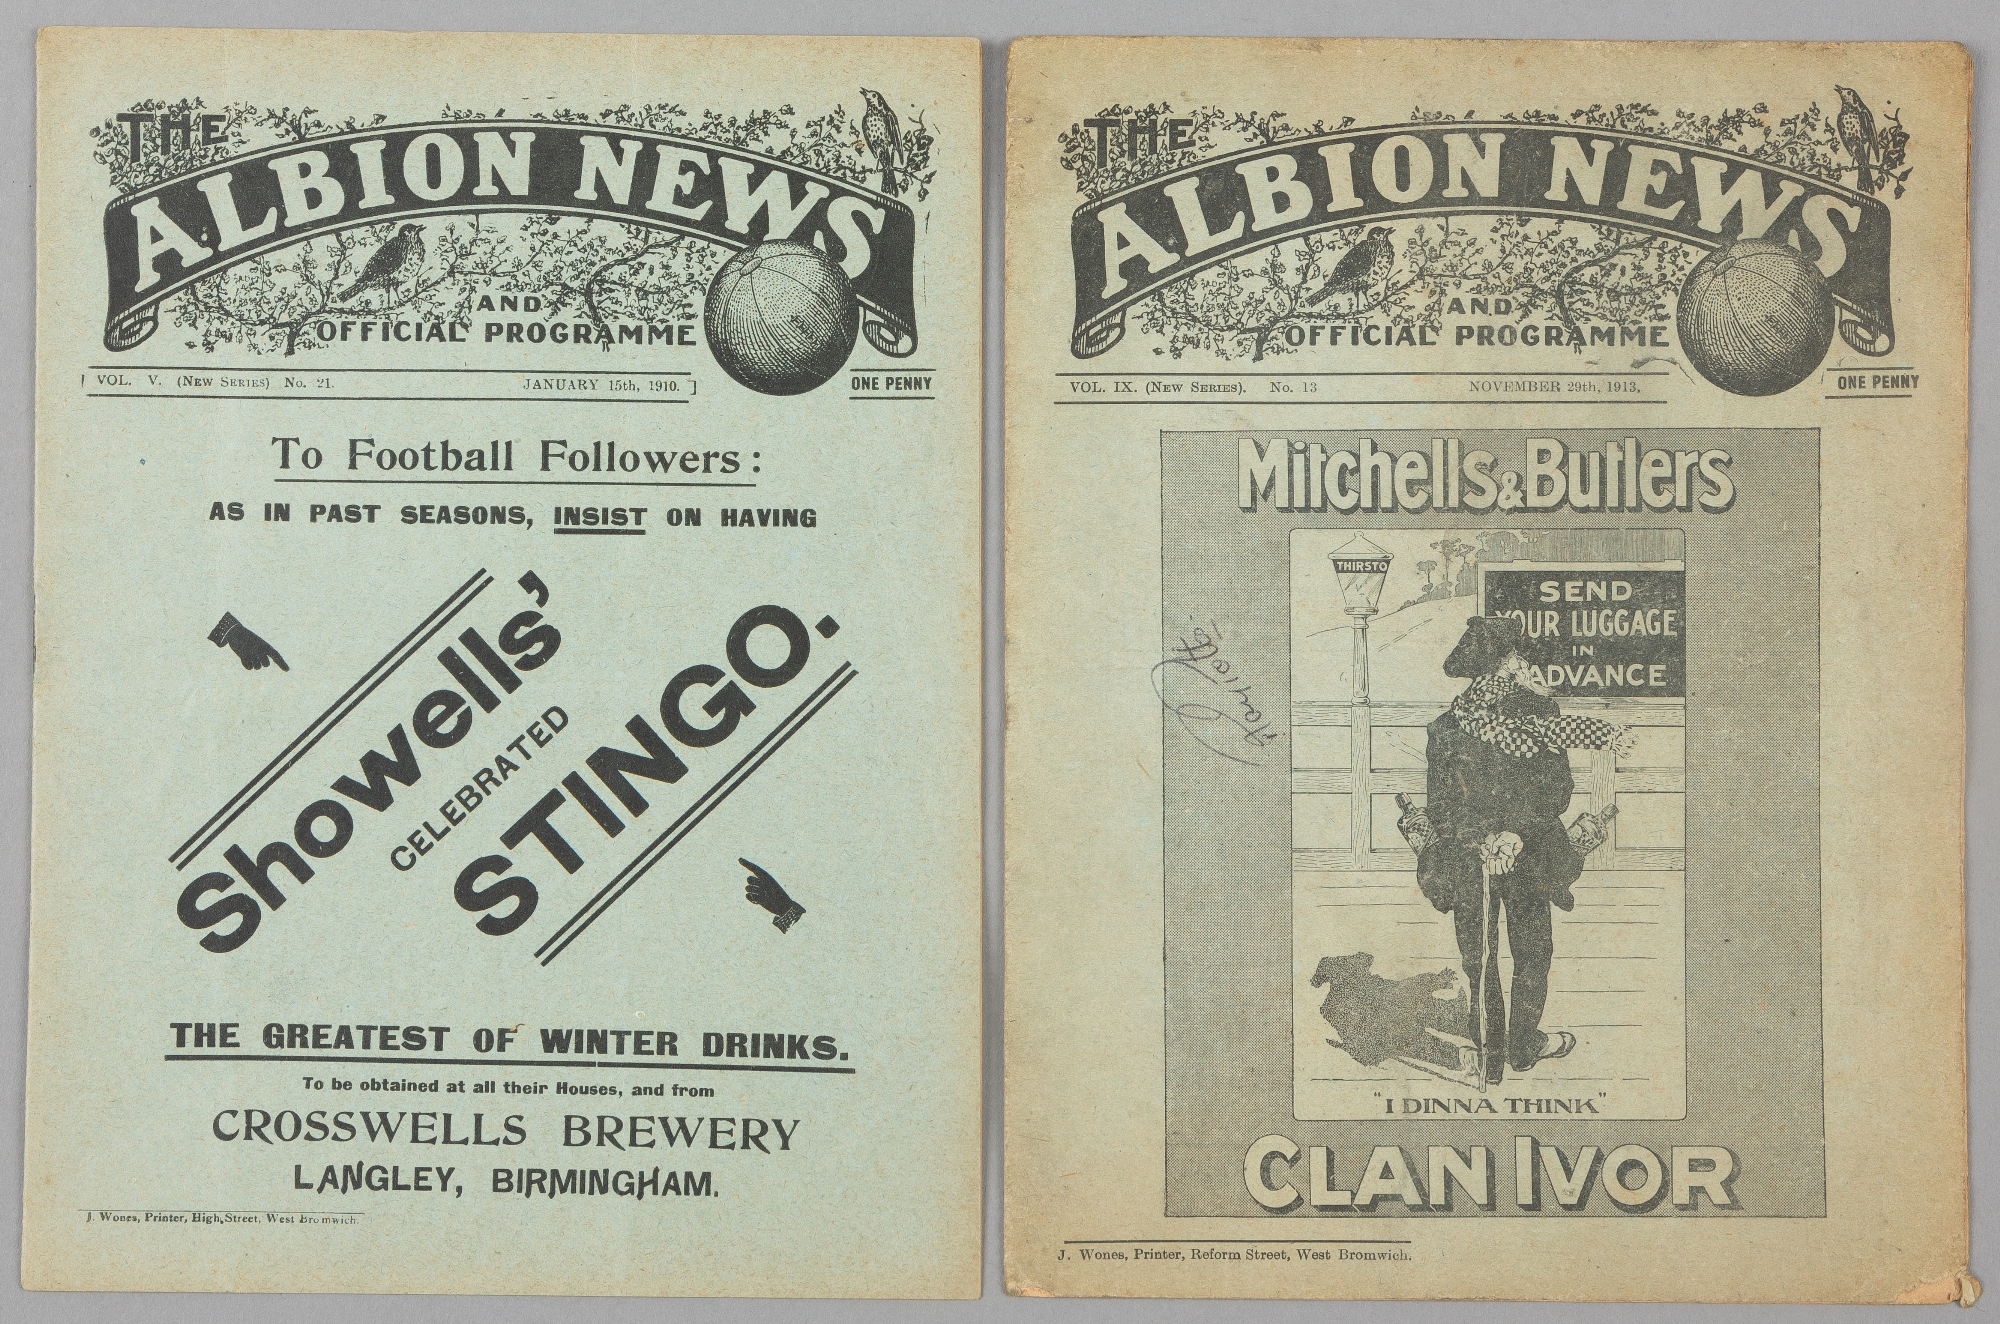 THE
ALBION NEWS
AND
OFFICIAL PROGRAMME
VOL. V. (NEW SERIES) No. 21. JANUARY 15th, 1910.
ONE PENNY
To Football Followers:
AS IN PAST SEASONS, INSIST ON HAVING
Showells'
CELEBRATED
STINGO.
THE GREATEST OF WINTER DRINKS.
To be obtained at all their Houses, and from
CROSSWELLS BREWERY
LANGLEY, BIRMINGHAM.
J. Wones, Printer, High Street, West Bromwich.
THE
ALBION NEWS
AND
OFFICIAL PROGRAMME
VOL. IX. (NEW SERIES). No. 13 NOVEMBER 29th, 1913,
ONE PENNY
Mitchells & Butlers
THIRSTO
SEND
YOUR LUGGAGE
IN
ADVANCE
"I DINNA THINK"
CLAN IVOR
J. Wones, Printer, Reform Street, West Bromwich.